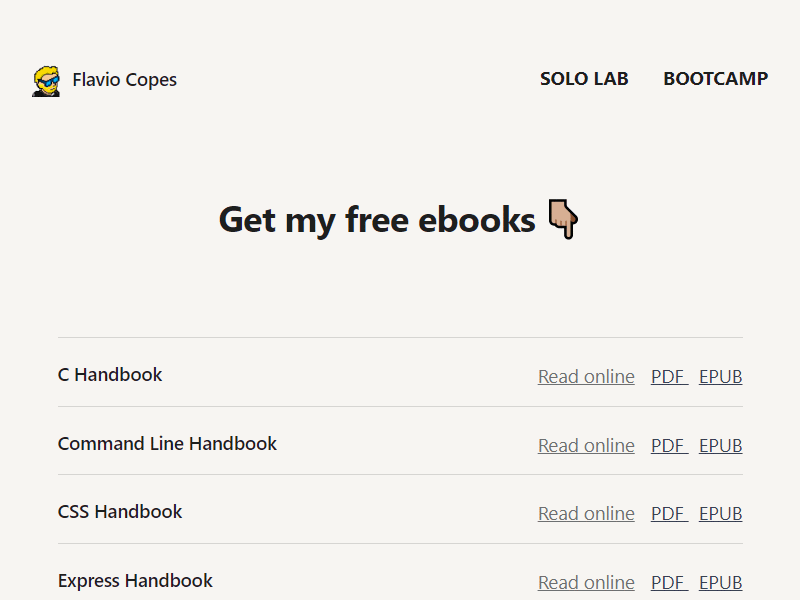 Flavio Copes SOLO LAB BOOTCAMP
Get my free ebooks 👇🏽
C Handbook Read online PDF EPUB
Command Line Handbook Read online PDF EPUB
CSS Handbook Read online PDF EPUB
Express Handbook Read online PDF EPUB